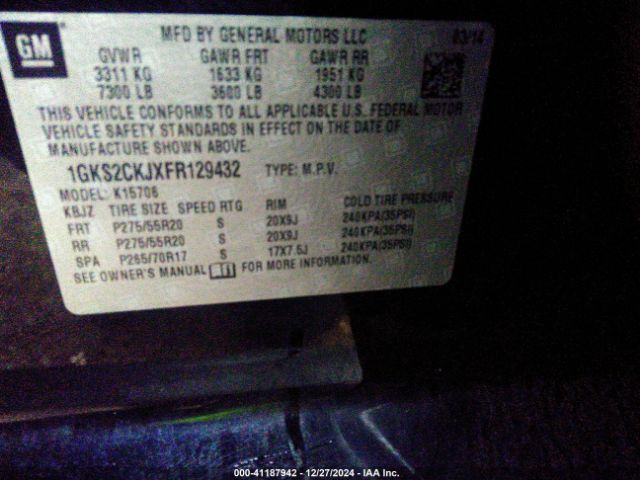 GM
MFD BY GENERAL MOTORS LLC 03/14
GVWR GAWR FRT GAWR RR
3311 KG 1633 KG 1951 KG
7300 LB 3600 LB 4300 LB
THIS VEHICLE CONFORMS TO ALL APPLICABLE U.S. FEDERAL MOTOR
VEHICLE SAFETY STANDARDS IN EFFECT ON THE DATE OF
MANUFACTURE SHOWN ABOVE.
1GKS2CKJXFR129432 TYPE: M.P.V.
MODEL: K15706
KBJZ TIRE SIZE SPEED RTG RIM COLD TIRE PRESSURE
FRT P275/55R20 S 20X9J 240KPA(35PSI)
RR P275/55R20 S 20X9J 240KPA(35PSI)
SPA P265/70R17 S 17X7.5J 240KPA(35PSI)
SEE OWNER'S MANUAL FOR MORE INFORMATION.
000-41187942 - 12/27/2024 - IAA Inc.